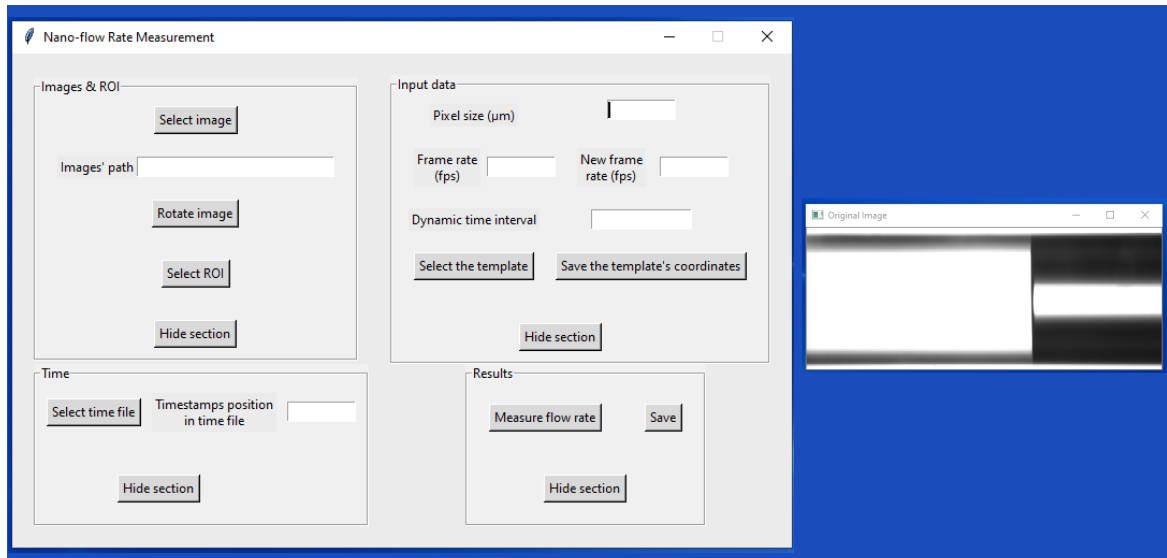 Nano-flow Rate Measurement
Images & ROI
Select image
Images' path
Rotate image
Select ROI
Hide section
Input data
Pixel size (µm)
Frame rate
(fps)
New frame
rate (fps)
Dynamic time interval
Select the template
Save the template's coordinates
Hide section
Time
Select time file
Timestamps position
in time file
Hide section
Results
Measure flow rate
Save
Hide section
Original Image